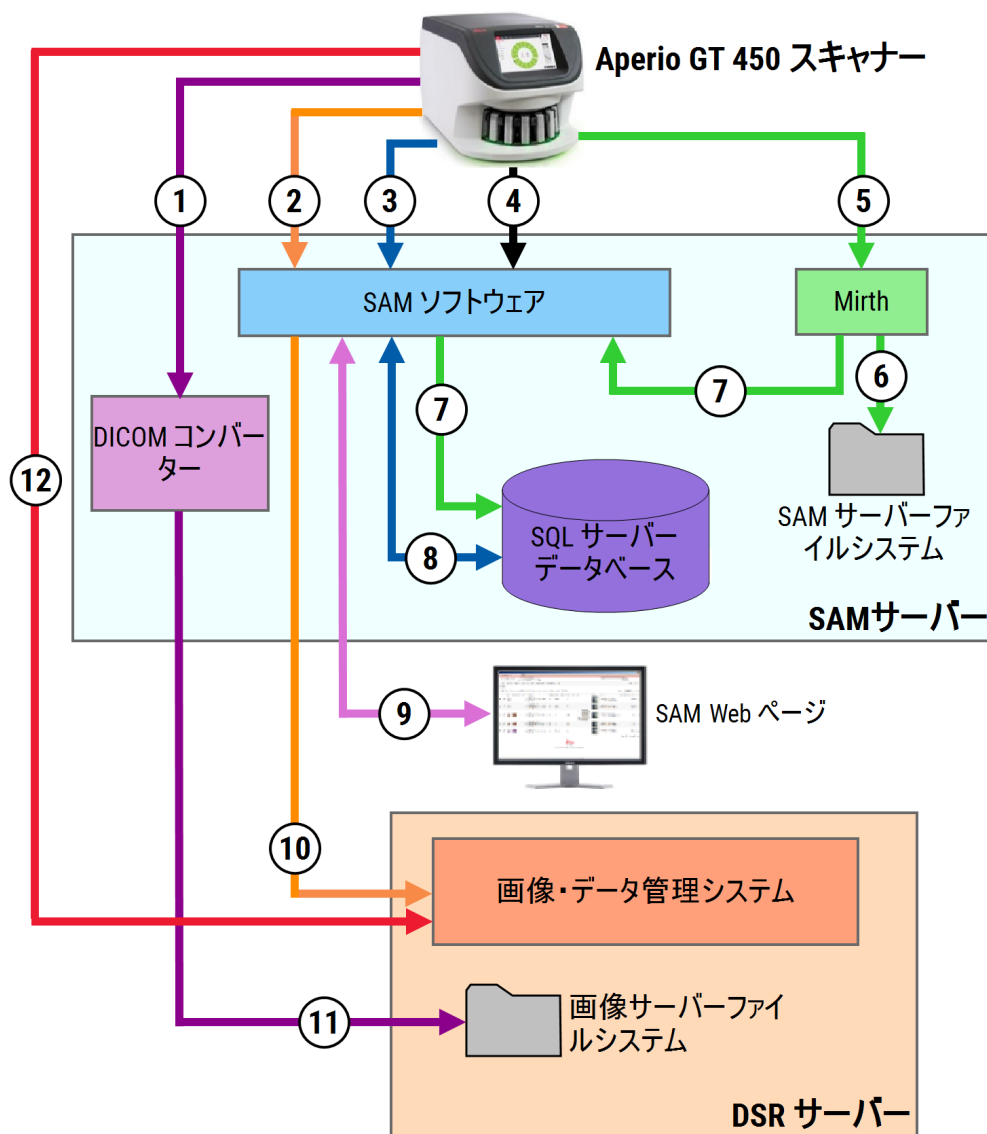 Aperio GT 450 スキャナー
1
2
3
4
5
SAM ソフトウェア
Mirth
7
7
6
DICOM コンバー
ター
12
SQL サーバー
データベース
8
SAM サーバーファ
イルシステム
SAMサーバー
9
SAM Web ページ
10
画像・データ管理システム
11
画像サーバーファイ
ルシステム
DSR サーバー